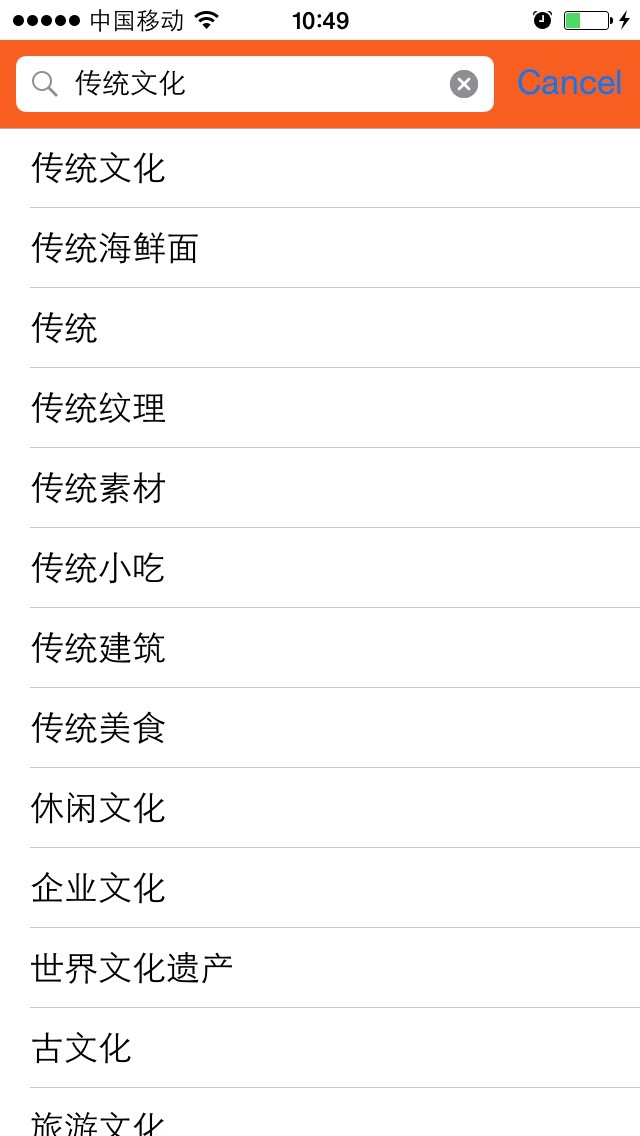 中国移动 10:49
传统文化 Cancel
传统文化
传统海鲜面
传统
传统纹理
传统素材
传统小吃
传统建筑
传统美食
休闲文化
企业文化
世界文化遗产
古文化
旅游文化